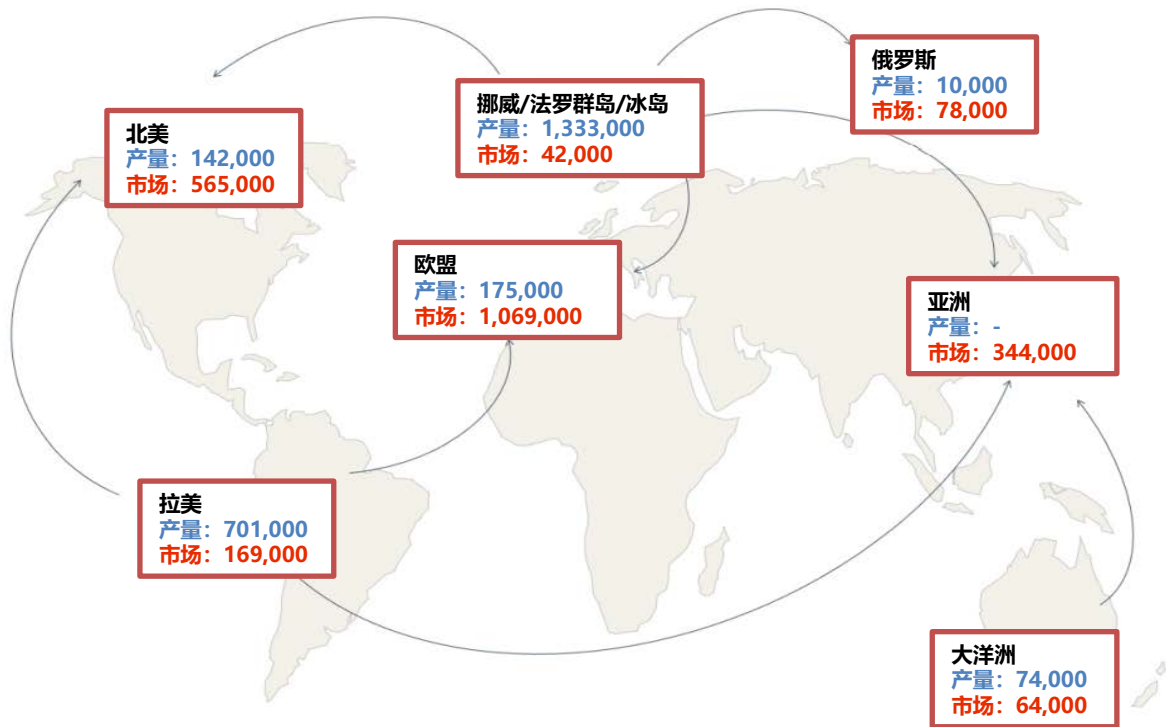 俄罗斯
产量：10,000
市场：78,000
挪威/法罗群岛/冰岛
产量：1,333,000
市场：42,000
北美
产量：142,000
市场：565,000
欧盟
产量：175,000
市场：1,069,000
亚洲
产量：-
市场：344,000
拉美
产量：701,000
市场：169,000
大洋洲
产量：74,000
市场：64,000